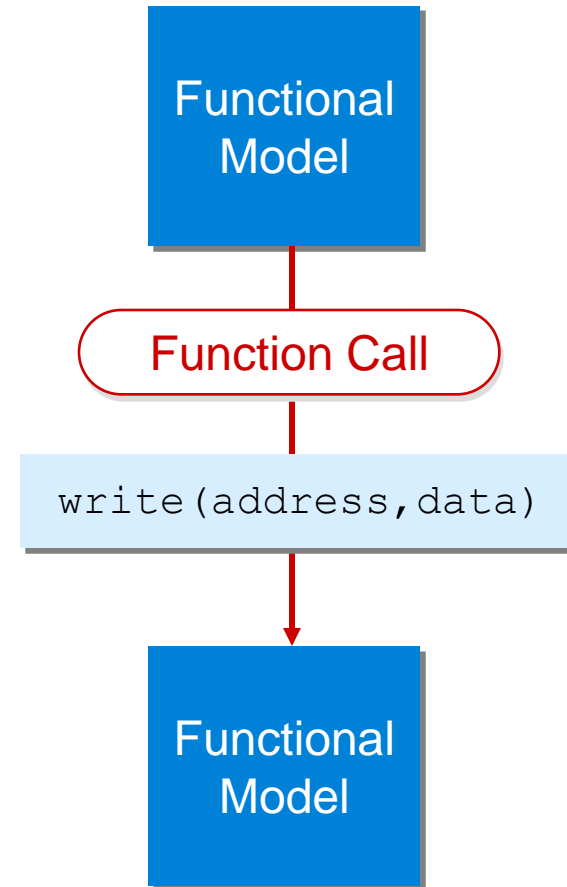 Functional
Model
Function Call
write(address,data)
Functional
Model